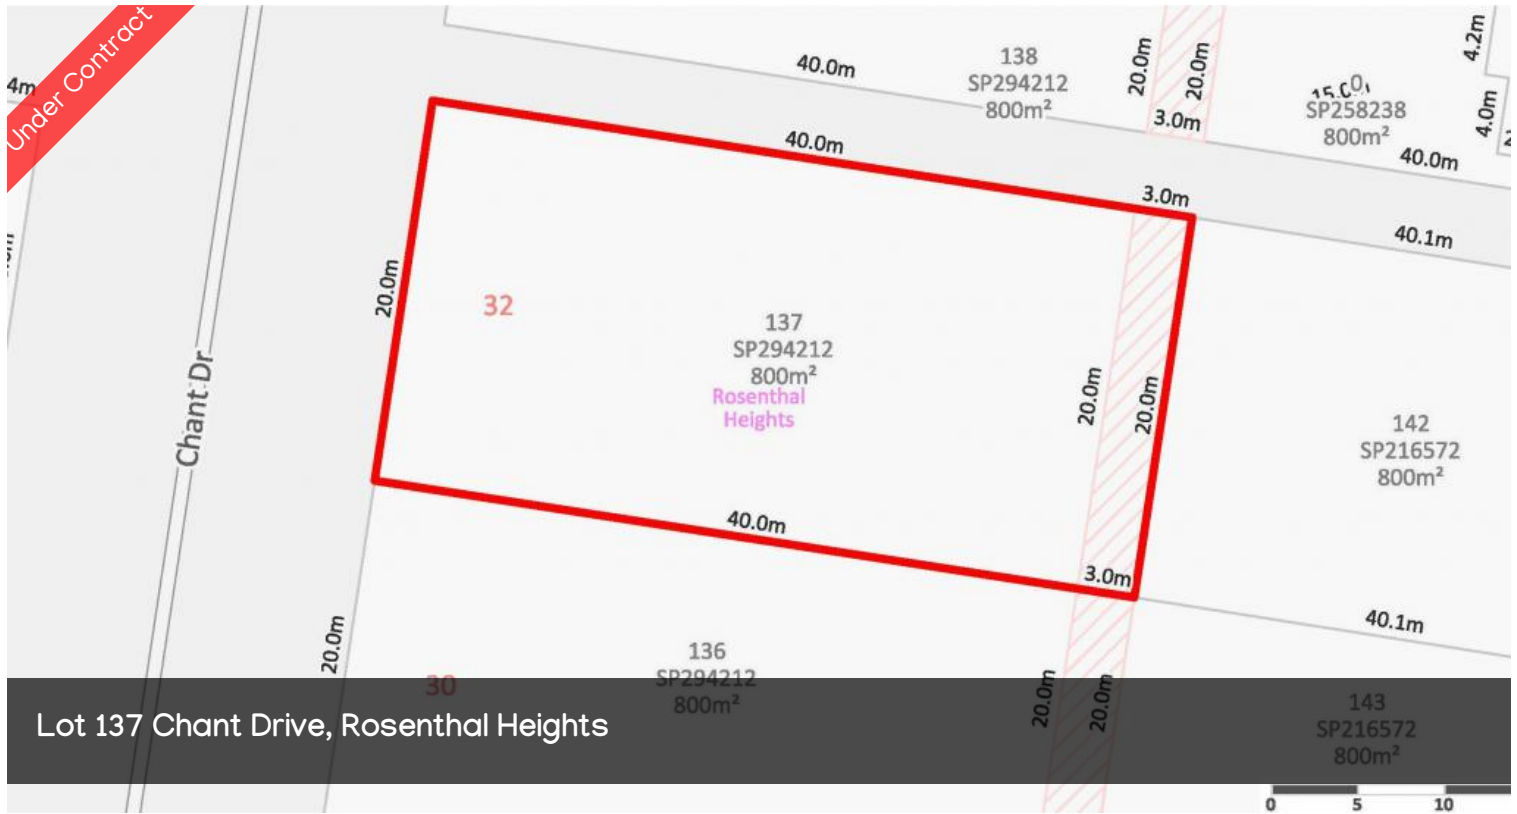 Under Contract
4m
40.0m
138
SP294212
800m²
20.0m
20.0m
3.0m
SP258238
800m²
4.2m
4.0m
40.0m
40.0m
3.0m
40.1m
20.0m
32
137
SP294212
800m²
Rosenthal
Heights
20.0m
20.0m
142
SP216572
800m²
Chant Dr
40.0m
3.0m
40.1m
20.0m
136
SP294212
800m²
30
20.0m
20.0m
143
SP216572
800m²
Lot 137 Chant Drive, Rosenthal Heights
0 5 10